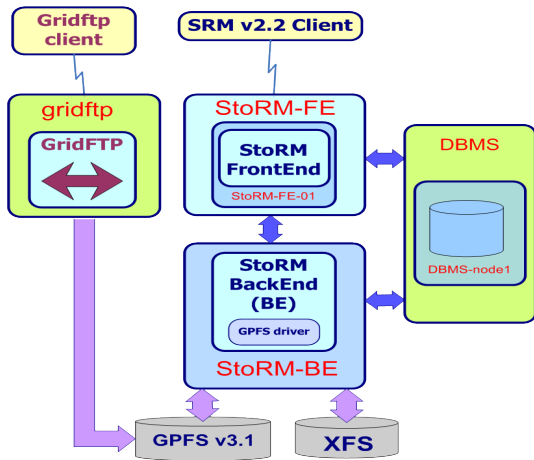 Gridftp
client
SRM v2.2 Client
gridftp
GridFTP
StoRM-FE
StoRM
FrontEnd
StoRM-FE-01
DBMS
DBMS-node1
StoRM
BackEnd
(BE)
GPFS driver
StoRM-BE
GPFS v3.1
XFS